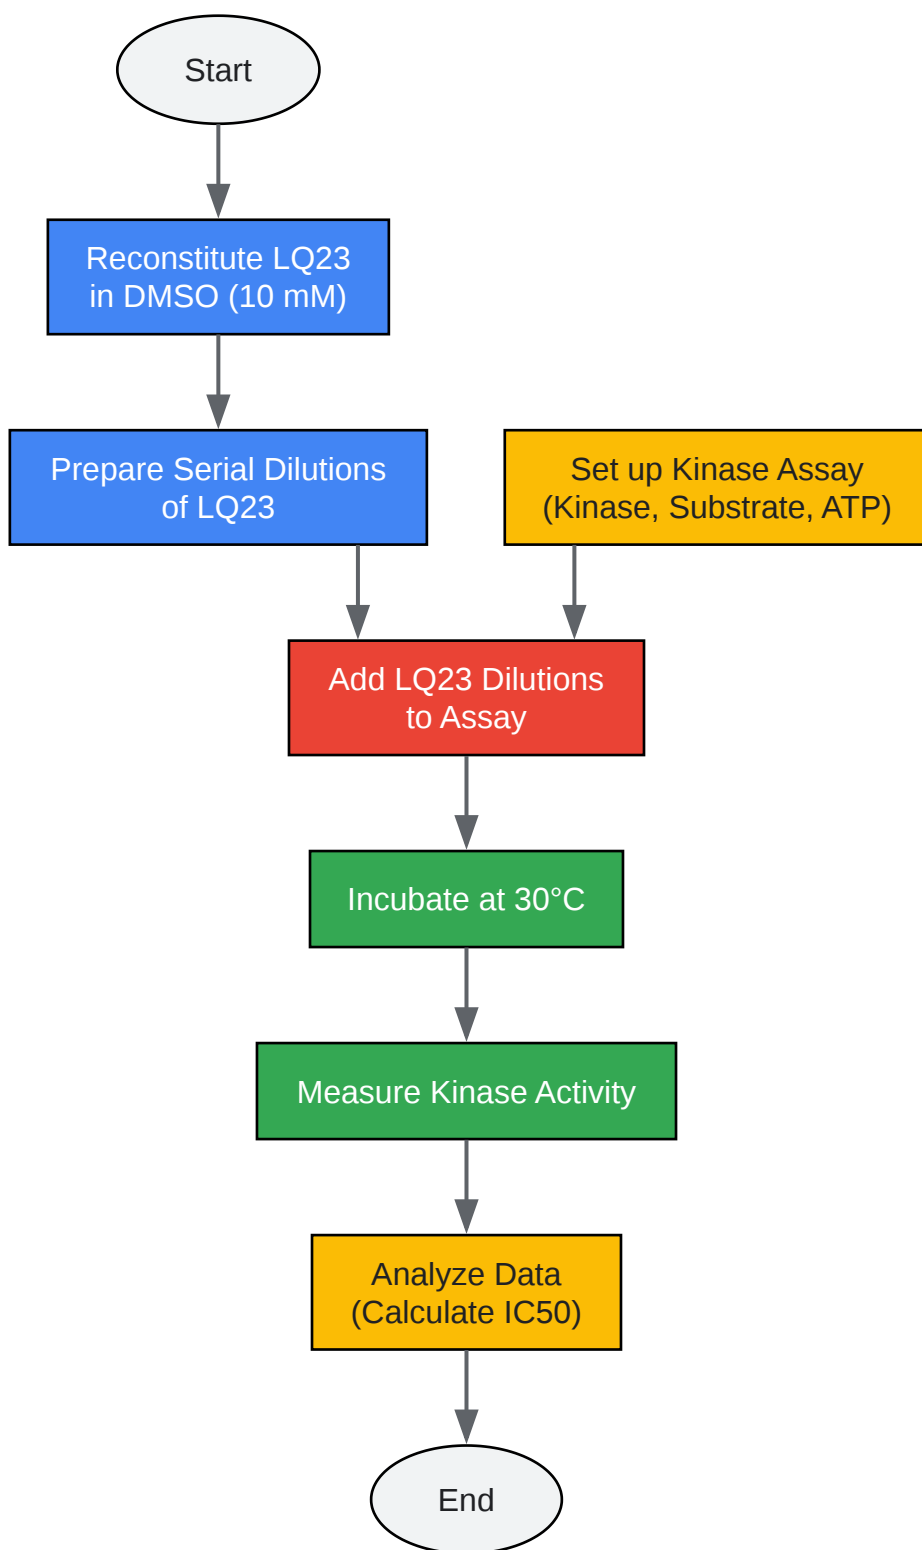 Start
Reconstitute LQ23
in DMSO (10 mM)
Prepare Serial Dilutions
of LQ23
Set up Kinase Assay
(Kinase, Substrate, ATP)
Add LQ23 Dilutions
to Assay
Incubate at 30°C
Measure Kinase Activity
Analyze Data
(Calculate IC50)
End